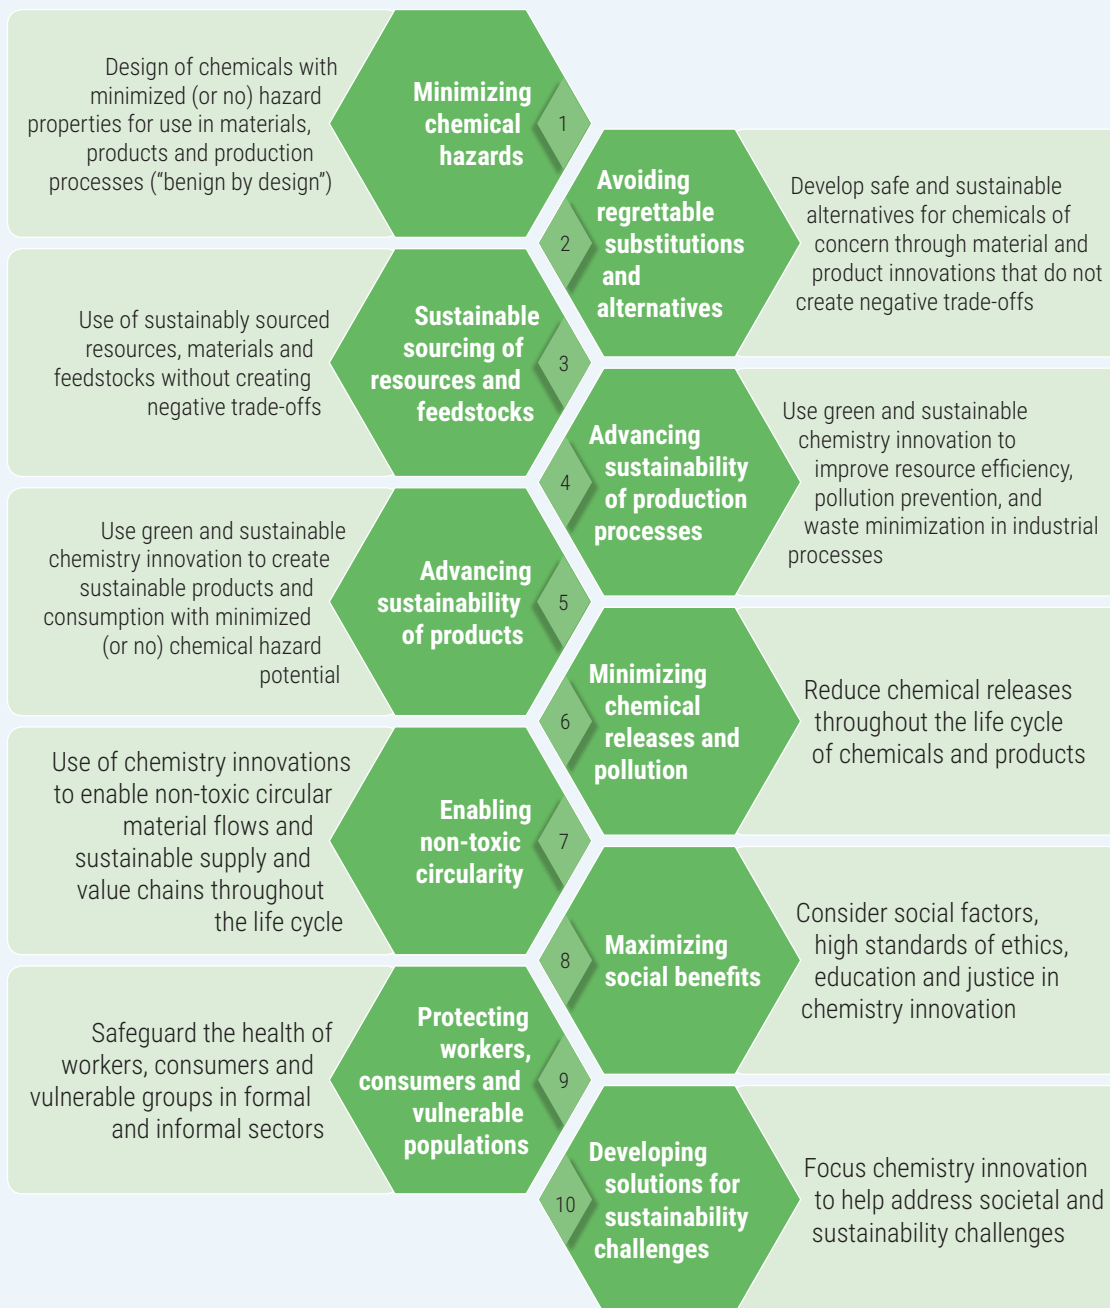 Design of chemicals with
minimized (or no) hazard
properties for use in materials,
products and production
processes (“benign by design”)
Minimizing
chemical
hazards
1
Avoiding
regrettable
substitutions
and
alternatives
2
Develop safe and sustainable
alternatives for chemicals of
concern through material and
product innovations that do not
create negative trade-offs
Use of sustainably sourced
resources, materials and
feedstocks without creating
negative trade-offs
Sustainable
sourcing of
resources and
feedstocks
3
Advancing
sustainability
of production
processes
4
Use green and sustainable
chemistry innovation to
improve resource efficiency,
pollution prevention, and
waste minimization in industrial
processes
Use green and sustainable
chemistry innovation to create
sustainable products and
consumption with minimized
(or no) chemical hazard
potential
Advancing
sustainability
of products
5
Minimizing
chemical
releases and
pollution
6
Reduce chemical releases
throughout the life cycle
of chemicals and products
Use of chemistry innovations
to enable non-toxic circular
material flows and
sustainable supply and
value chains throughout
the life cycle
Enabling
non-toxic
circularity
7
Maximizing
social benefits
8
Consider social factors,
high standards of ethics,
education and justice in
chemistry innovation
Safeguard the health of
workers, consumers and
vulnerable groups in formal
and informal sectors
Protecting
workers,
consumers and
vulnerable
populations
9
Developing
solutions for
sustainability
challenges
10
Focus chemistry innovation
to help address societal and
sustainability challenges